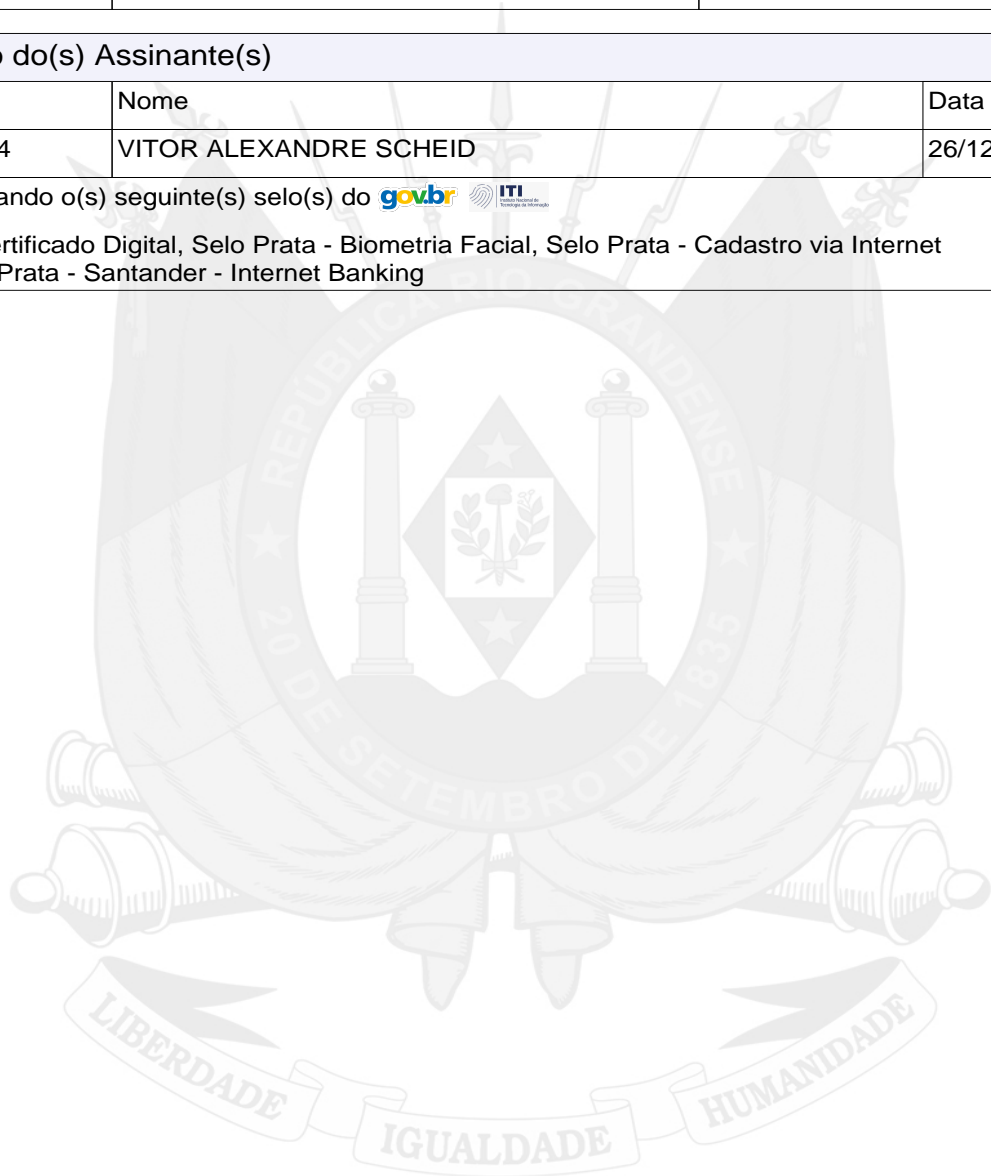 o do(s) Assinante(s)
Nome Data
4 VITOR ALEXANDRE SCHEID 26/12
ando o(s) seguinte(s) selo(s) do gov.br ITI
ertificado Digital, Selo Prata - Biometria Facial, Selo Prata - Cadastro via Internet
Prata - Santander - Internet Banking
REPÚBLICA RIO GRANDENSE
20 DE SETEMBRO DE 1835
LIBERDADE IGUALDADE HUMANIDADE